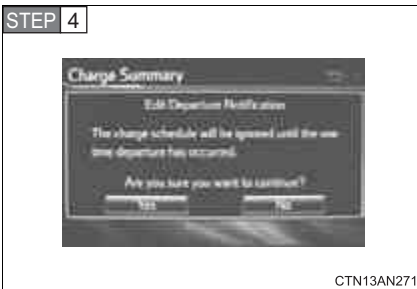 STEP 4
Charge Summary
Edit Departure Notification
The charge schedule will be ignored until the one
time departure has occurred.
Are you sure you want to continue?
Yes No
CTN13AN271